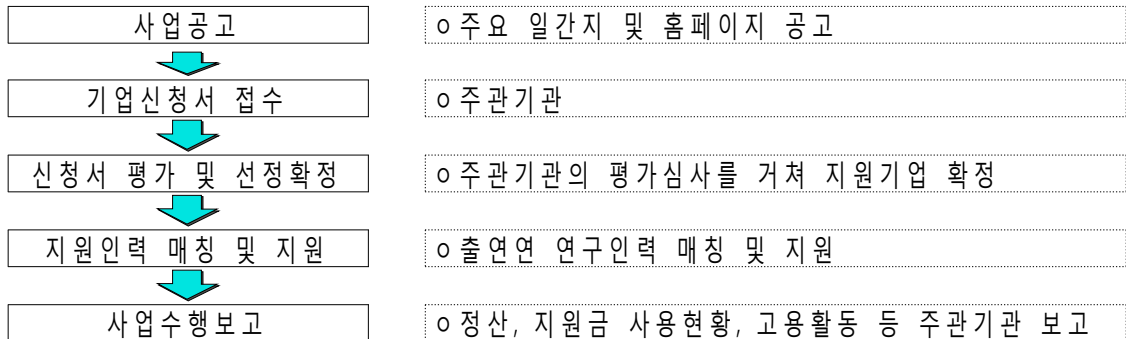 사업공고
ο주요 일간지 및 홈페이지 공고
기업신청서 접수
ο주관기관
신청서 평가 및 선정확정
ο주관기관의 평가심사를 거쳐 지원기업 확정
지원인력 매칭 및 지원
ο출연연 연구인력 매칭 및 지원
사업수행보고
ο정산, 지원금 사용현황, 고용활동 등 주관기관 보고